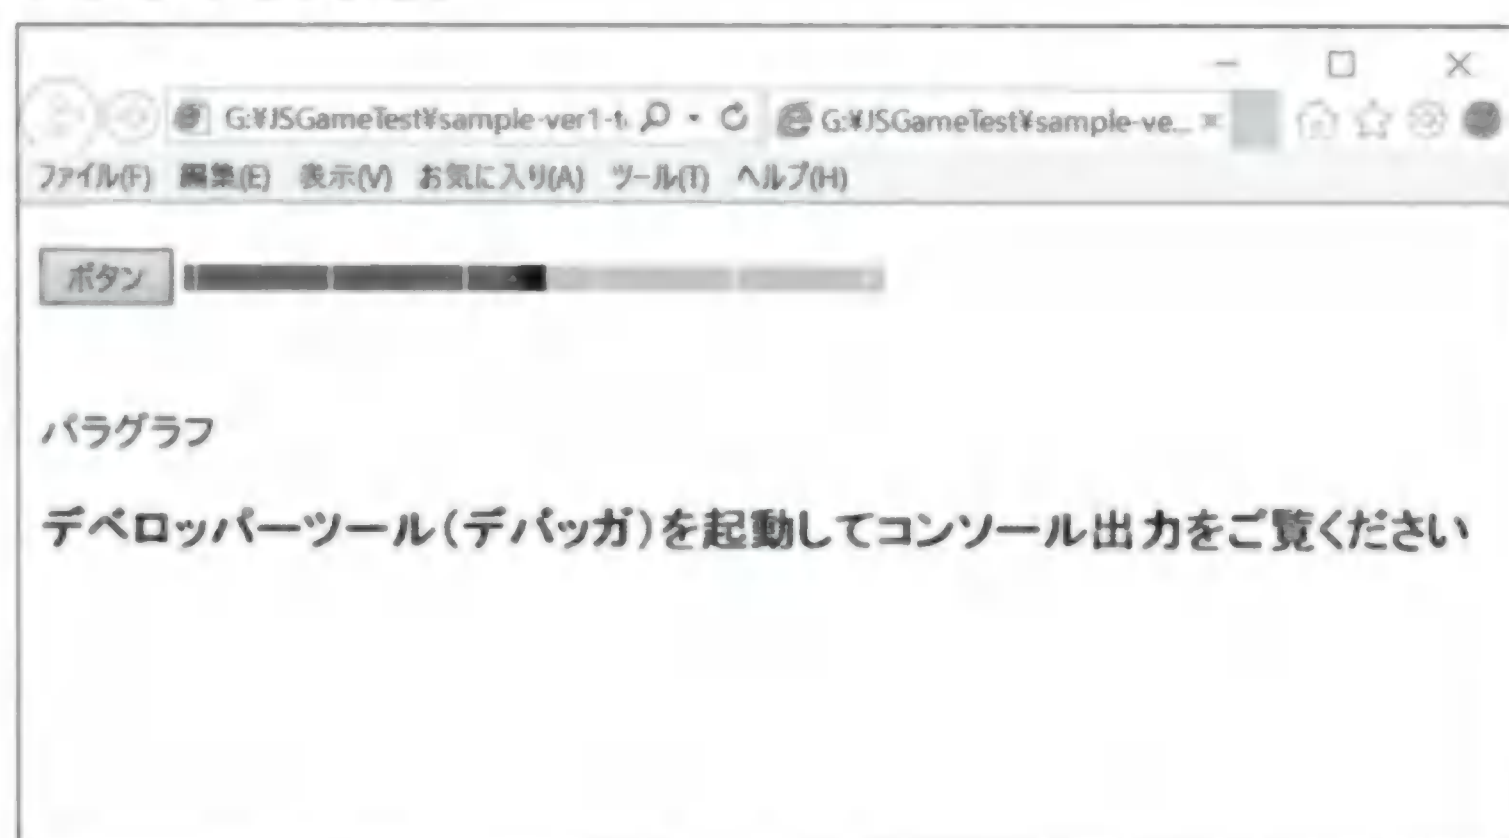 G:¥JSGameTest¥sample-ver1-t G:¥JSGameTest¥sample-ve...
ファイル(F) 編集(E) 表示(V) お気に入り(A) ツール(T) ヘルプ(H)
ボタン
パラグラフ
デベロッパーツール(デバッガ)を起動してコンソール出力をご覧ください